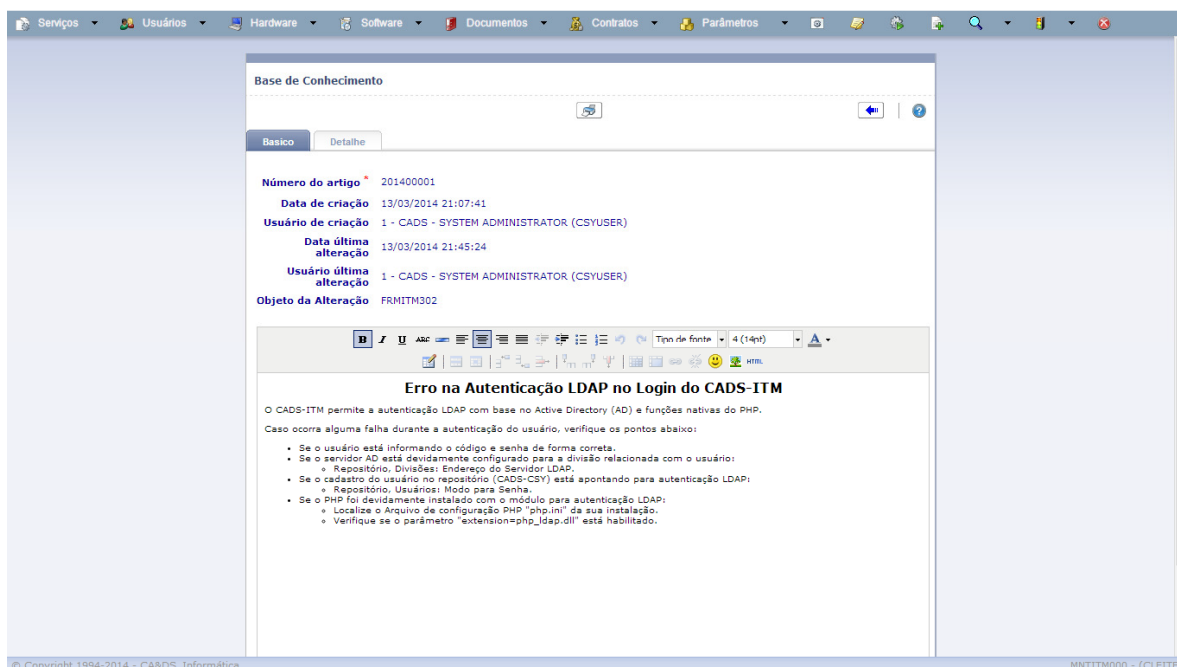 Serviços Usuários Hardware Software Documentos Contratos Parâmetros
Base de Conhecimento
Basico Detalhe
Número do artigo * 201400001
Data de criação 13/03/2014 21:07:41
Usuário de criação 1 - CADS - SYSTEM ADMINISTRATOR (CSYUSER)
Data última
alteração 13/03/2014 21:45:24
Usuário última
alteração 1 - CADS - SYSTEM ADMINISTRATOR (CSYUSER)
Objeto da Alteração FRMITM302
B I U ABC Tipo de fonte 4 (14pt) A
HTML
Erro na Autenticação LDAP no Login do CADS-ITM
O CADS-ITM permite a autenticação LDAP com base no Active Directory (AD) e funções nativas do PHP.
Caso ocorra alguma falha durante a autenticação do usuário, verifique os pontos abaixo:
• Se o usuário está informando o código e senha de forma correta.
• Se o servidor AD está devidamente configurado para a divisão relacionada com o usuário:
◦ Repositório, Divisões: Endereço do Servidor LDAP.
• Se o cadastro do usuário no repositório (CADS-CSY) está apontando para autenticação LDAP:
◦ Repositório, Usuários: Modo para Senha.
• Se o PHP foi devidamente instalado com o módulo para autenticação LDAP:
◦ Localize o Arquivo de configuração PHP "php.ini" da sua instalação.
◦ Verifique se o parâmetro "extension=php_ldap.dll" está habilitado.
© Copyright 1994-2014 - CA&DS Informática MNTITM000 - (CLEITE